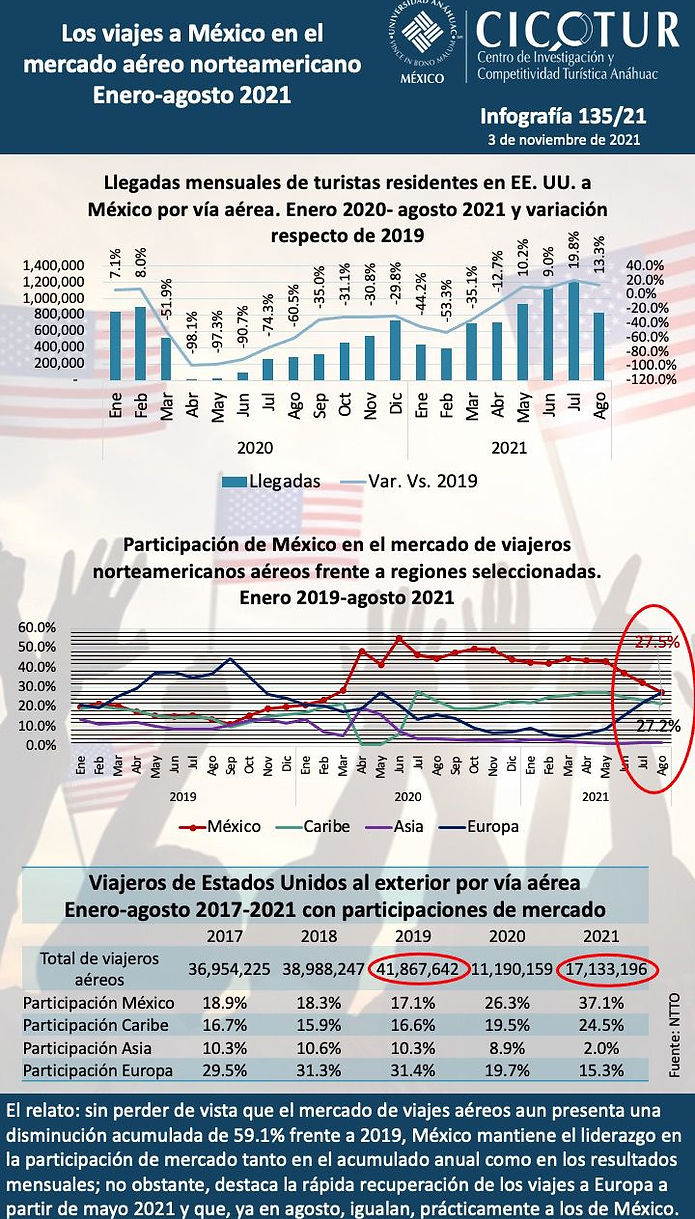 Los viajes a México en el
mercado aéreo norteamericano
Enero-agosto 2021
UNIVERSIDAD ANÁHUAC
VINCE IN BONO MALUM
MÉXICO
CICOTUR
Centro de Investigación y
Competitividad Turística Anáhuac
Infografía 135/21
3 de noviembre de 2021
Llegadas mensuales de turistas residentes en EE. UU. a
México por vía aérea. Enero 2020- agosto 2021 y variación
respecto de 2019
1,400,000
1,200,000
1,000,000
800,000
600,000
400,000
200,000
-
7.1% 8.0% -51.9% -98.1% -97.3% -90.7% -74.3% -60.5% -35.0% -31.1% -30.8% -29.8% -44.2% -53.3% -35.1% -12.7% 10.2% 9.0% 19.8% 13.3%
40.0%
20.0%
0.0%
-20.0%
-40.0%
-60.0%
-80.0%
-100.0%
-120.0%
Ene Feb Mar Abr May Jun Jul Ago Sep Oct Nov Dic Ene Feb Mar Abr May Jun Jul Ago
2020 2021
Llegadas Var. Vs. 2019
Participación de México en el mercado de viajeros
norteamericanos aéreos frente a regiones seleccionadas.
Enero 2019-agosto 2021
60.0%
50.0%
40.0%
30.0%
20.0%
10.0%
0.0%
27.5%
27.2%
Ene Feb Mar Abr May Jun Jul Ago Sep Oct Nov Dic Ene Feb Mar Abr May Jun Jul Ago Sep Oct Nov Dic Ene Feb Mar Abr May Jun Jul Ago
2019 2020 2021
México Caribe Asia Europa
Viajeros de Estados Unidos al exterior por vía aérea
Enero-agosto 2017-2021 con participaciones de mercado
2017 2018 2019 2020 2021
Total de viajeros
aéreos 36,954,225 38,988,247 41,867,642 11,190,159 17,133,196
Participación México 18.9% 18.3% 17.1% 26.3% 37.1%
Participación Caribe 16.7% 15.9% 16.6% 19.5% 24.5%
Participación Asia 10.3% 10.6% 10.3% 8.9% 2.0%
Participación Europa 29.5% 31.3% 31.4% 19.7% 15.3%
Fuente: NTTO
El relato: sin perder de vista que el mercado de viajes aéreos aun presenta una
disminución acumulada de 59.1% frente a 2019, México mantiene el liderazgo en
la participación de mercado tanto en el acumulado anual como en los resultados
mensuales; no obstante, destaca la rápida recuperación de los viajes a Europa a
partir de mayo 2021 y que, ya en agosto, igualan, prácticamente a los de México.